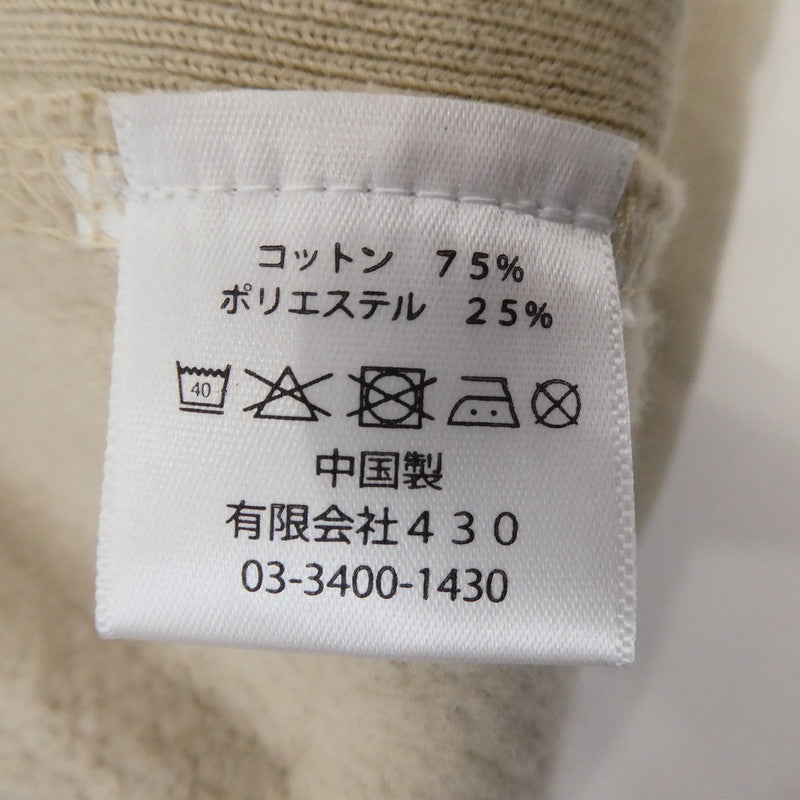 コットン　７５％
ポリエステル　２５％
40
中国製
有限会社４３０
03-3400-1430